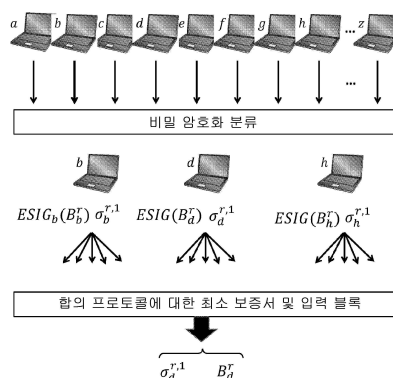 a b c d e f g h ... z
...
비밀 암호화 분류
b d h
ESIG_b(B_b^r) σ_b^{r,1} ESIG(B_d^r) σ_d^{r,1} ESIG(B_h^r) σ_h^{r,1}
합의 프로토콜에 대한 최소 보증서 및 입력 블록
σ_d^{r,1} B_d^r